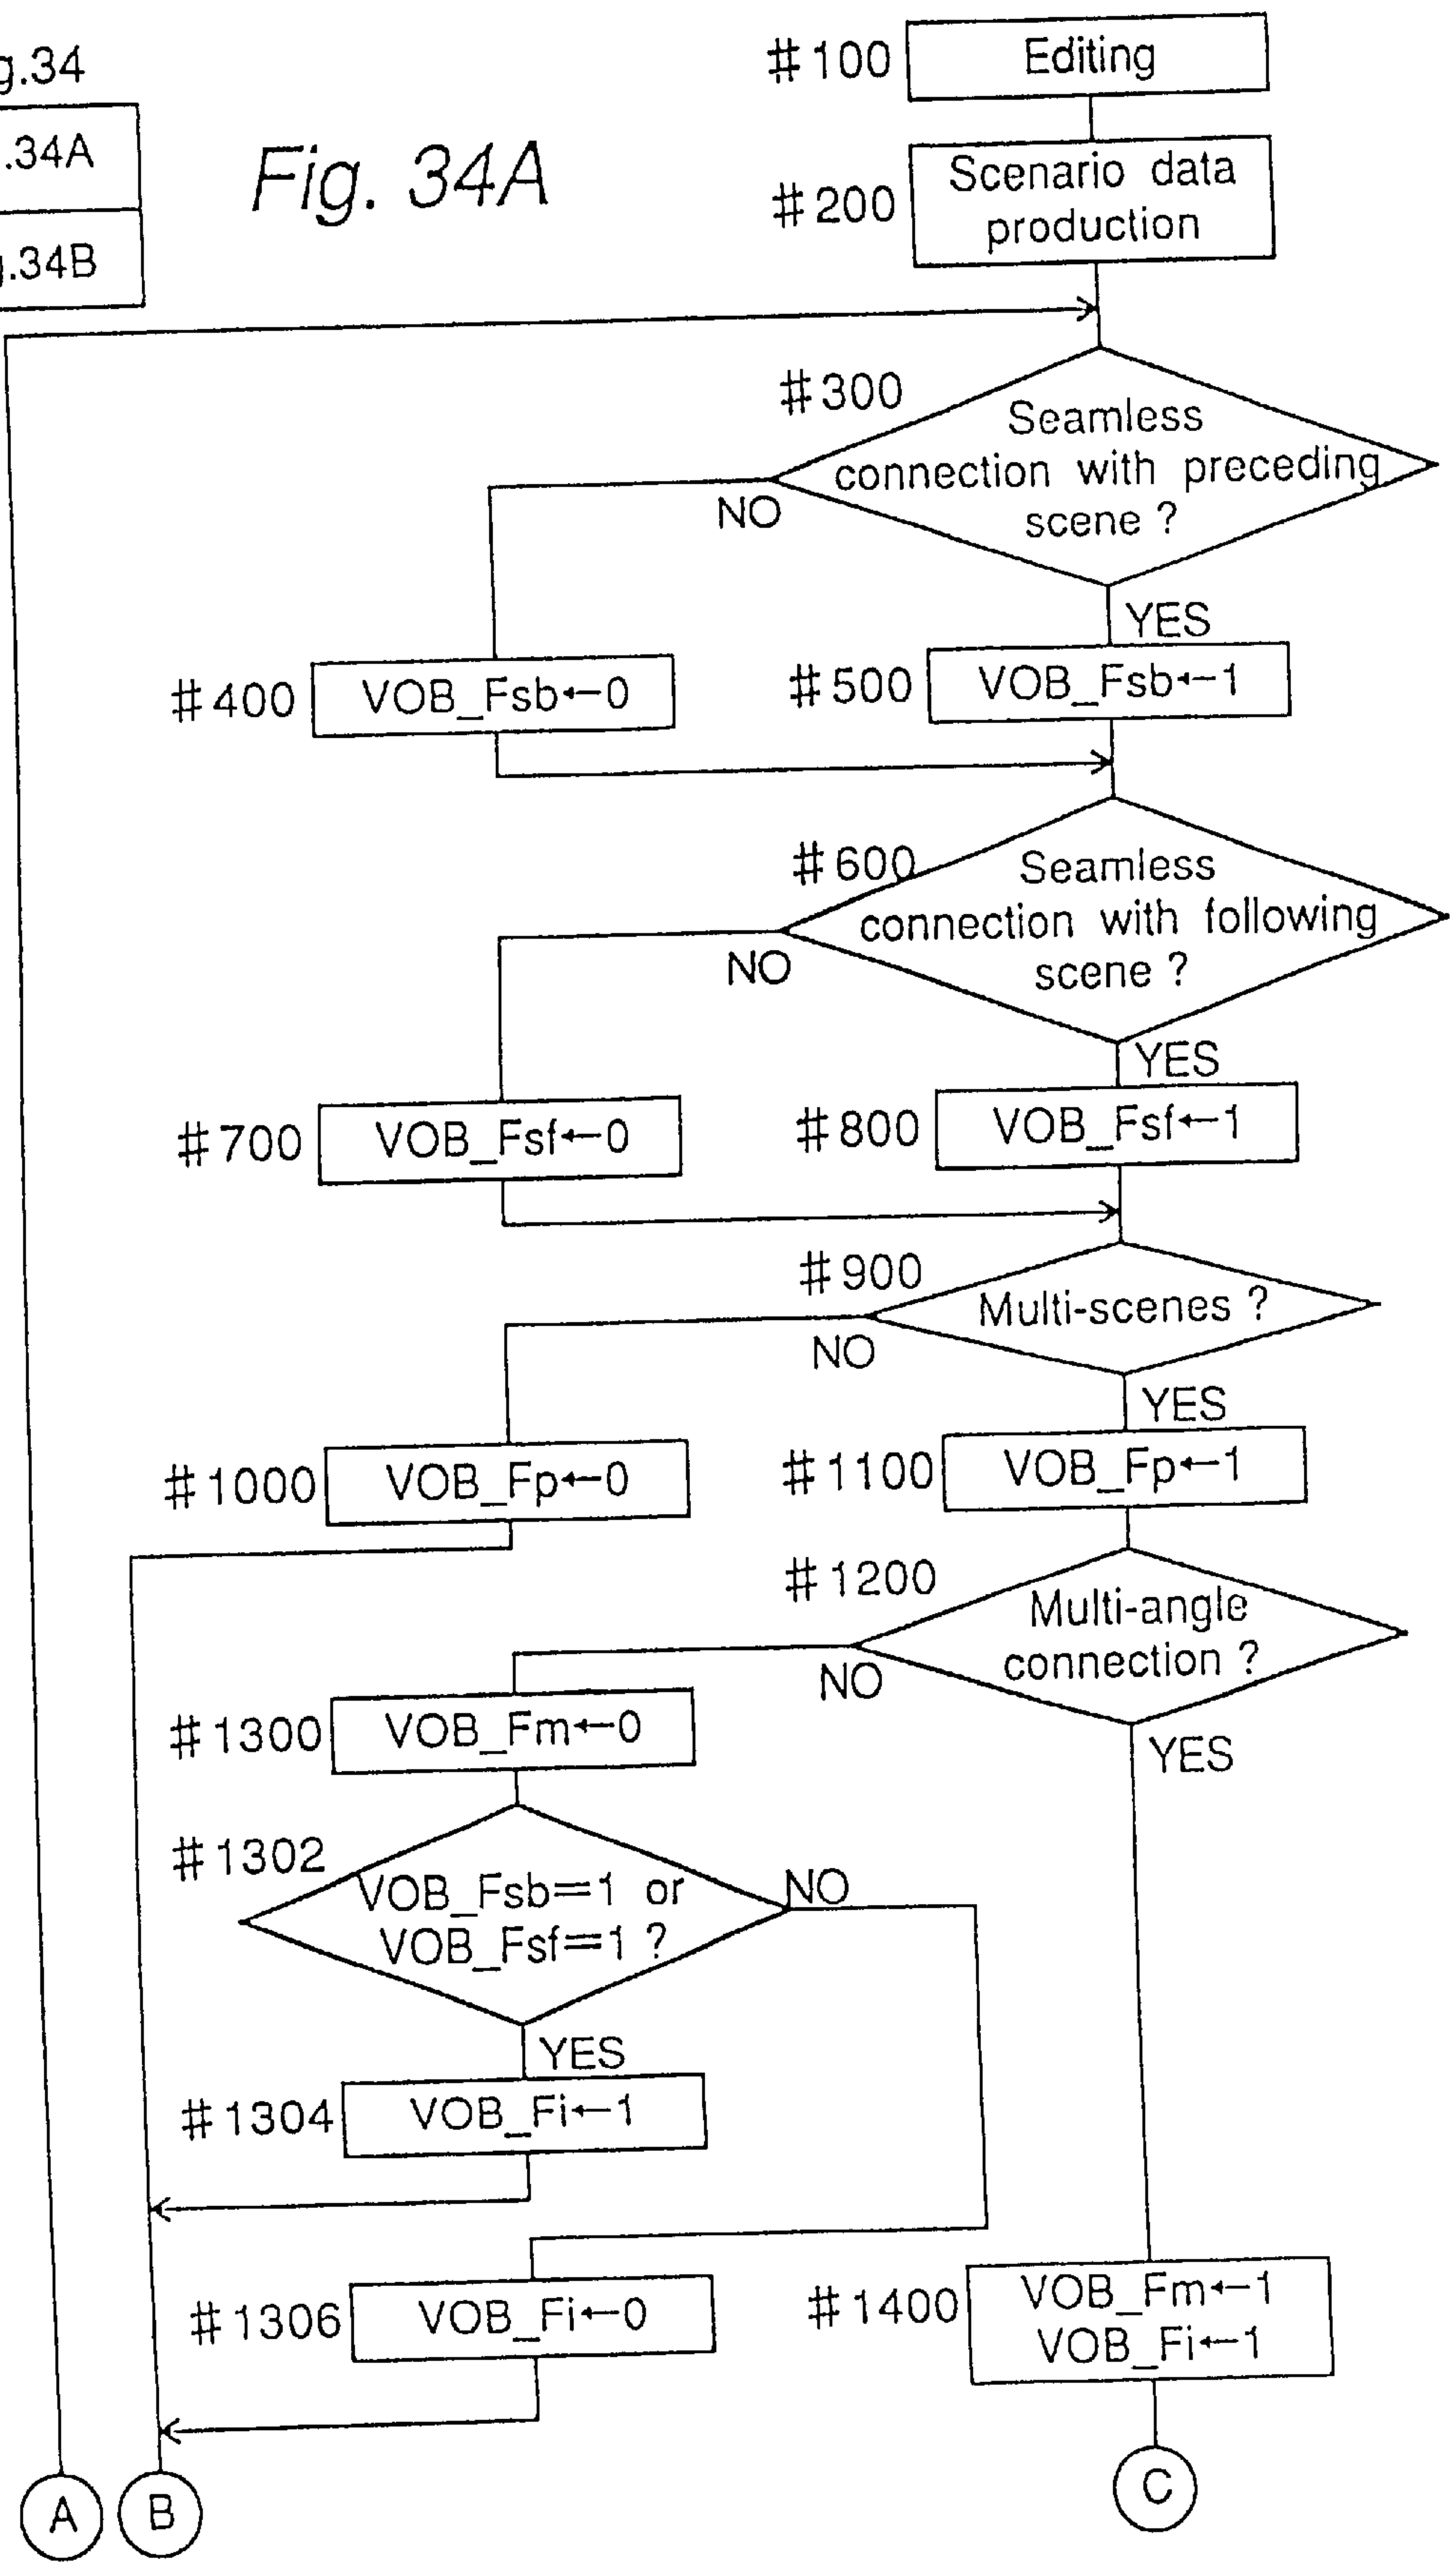 g.34
.34A
g.34B
Fig. 34A
#100
Editing
#200
Scenario data
production
#300
Seamless
connection with preceding
scene ?
NO
YES
#400
VOB_Fsb←0
#500
VOB_Fsb←1
#600
Seamless
connection with following
scene ?
NO
YES
#700
VOB_Fsf←0
#800
VOB_Fsf←1
#900
Multi-scenes ?
NO
YES
#1000
VOB_Fp←0
#1100
VOB_Fp←1
#1200
Multi-angle
connection ?
NO
YES
#1300
VOB_Fm←0
#1302
VOB_Fsb=1 or
VOB_Fsf=1 ?
NO
YES
#1304
VOB_Fi←1
#1306
VOB_Fi←0
#1400
VOB_Fm←1
VOB_Fi←1
A
B
C